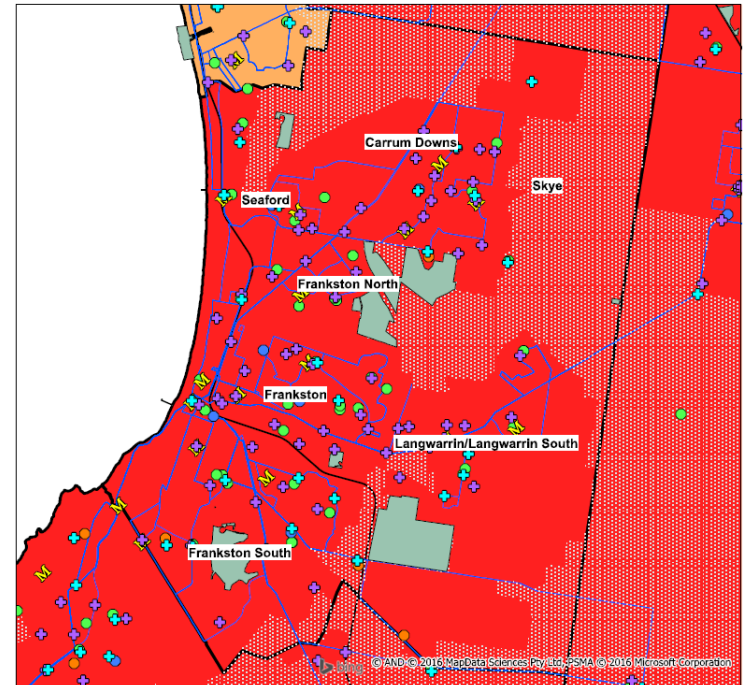 Carrum Downs
Skye
Seaford
Frankston North
Frankston
Langwarrin/Langwarrin South
Frankston South
bing
© AND © 2016 MapData Sciences Pty Ltd, PSMA © 2016 Microsoft Corporation